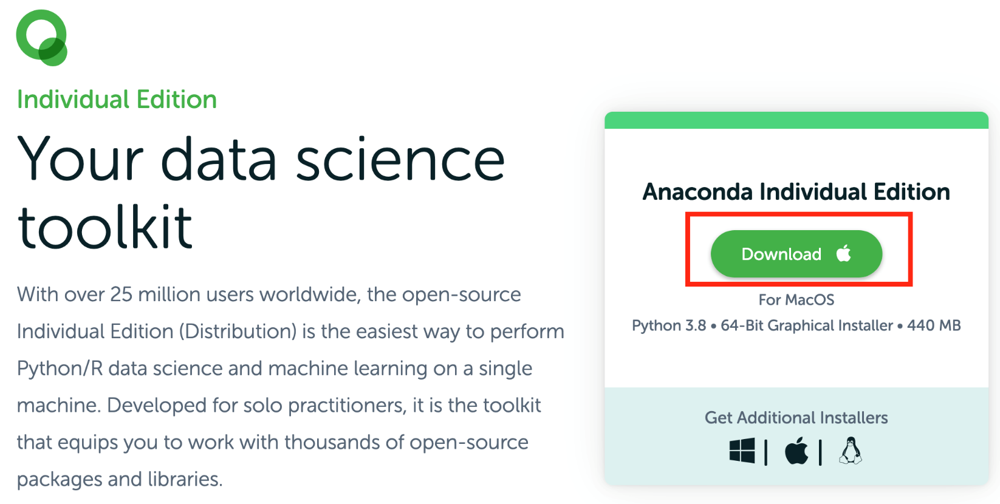 Individual Edition
Your data science
toolkit
With over 25 million users worldwide, the open-source
Individual Edition (Distribution) is the easiest way to perform
Python/R data science and machine learning on a single
machine. Developed for solo practitioners, it is the toolkit
that equips you to work with thousands of open-source
packages and libraries.
Anaconda Individual Edition
Download
For MacOS
Python 3.8 • 64-Bit Graphical Installer • 440 MB
Get Additional Installers